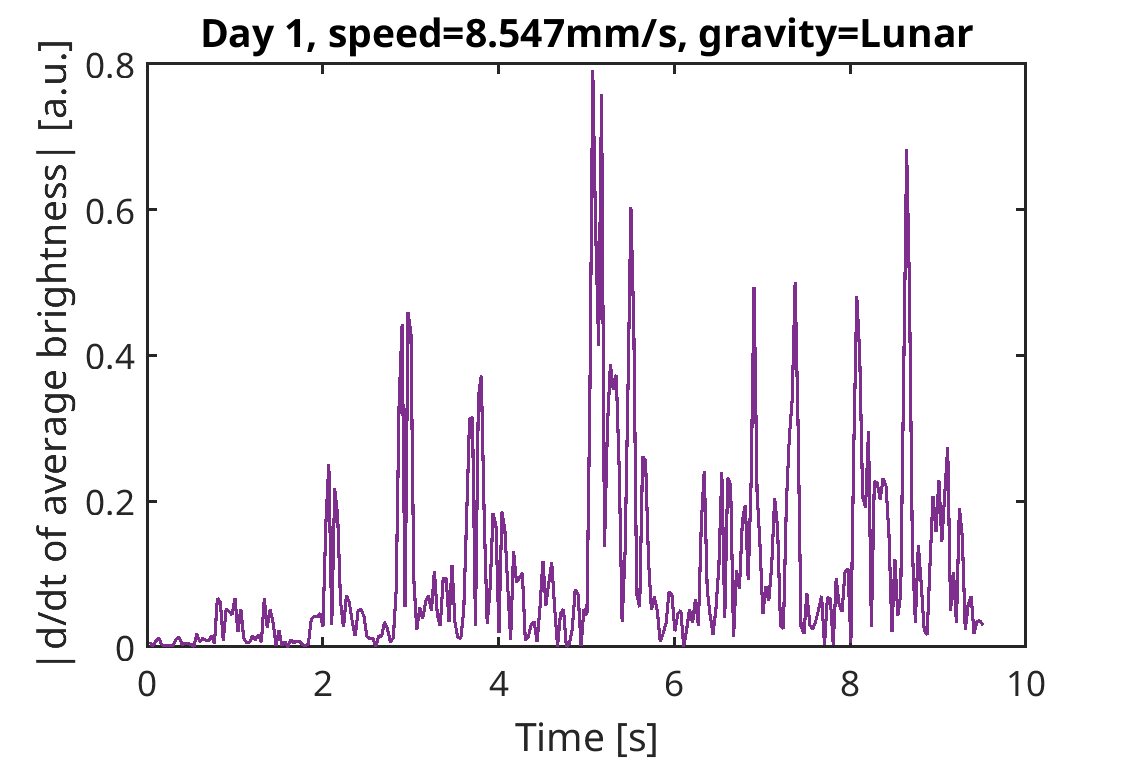 Day 1, speed=8.547mm/s, gravity=Lunar
|d/dt of average brightness| [a.u.]
0.8
0.6
0.4
0.2
0
0 2 4 6 8 10
Time [s]